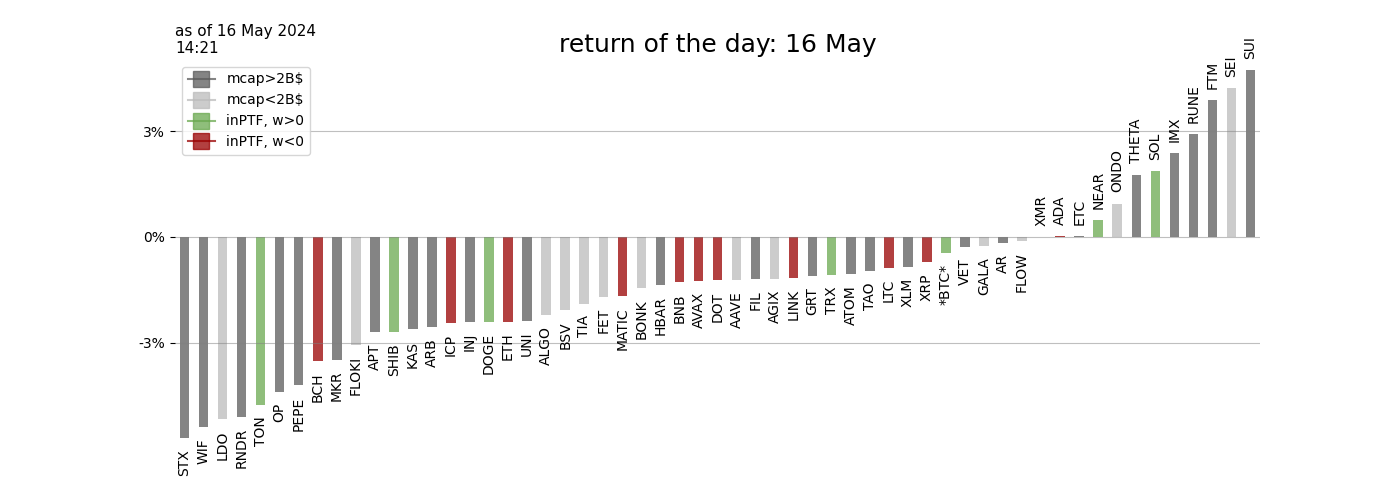 as of 16 May 2024
14:21
return of the day: 16 May
mcap>2B$
mcap<2B$
inPTF, w>0
inPTF, w<0
3%
0%
-3%
STX
WIF
LDO
RNDR
TON
OP
PEPE
BCH
MKR
FLOKI
APT
SHIB
KAS
ARB
ICP
INJ
DOGE
ETH
UNI
ALGO
BSV
TIA
FET
MATIC
BONK
HBAR
BNB
AVAX
DOT
AAVE
FIL
AGIX
LINK
GRT
TRX
ATOM
TAO
LTC
XLM
XRP
*BTC*
VET
GALA
AR
FLOW
XMR
ADA
ETC
NEAR
ONDO
THETA
SOL
IMX
RUNE
FTM
SEI
SUI